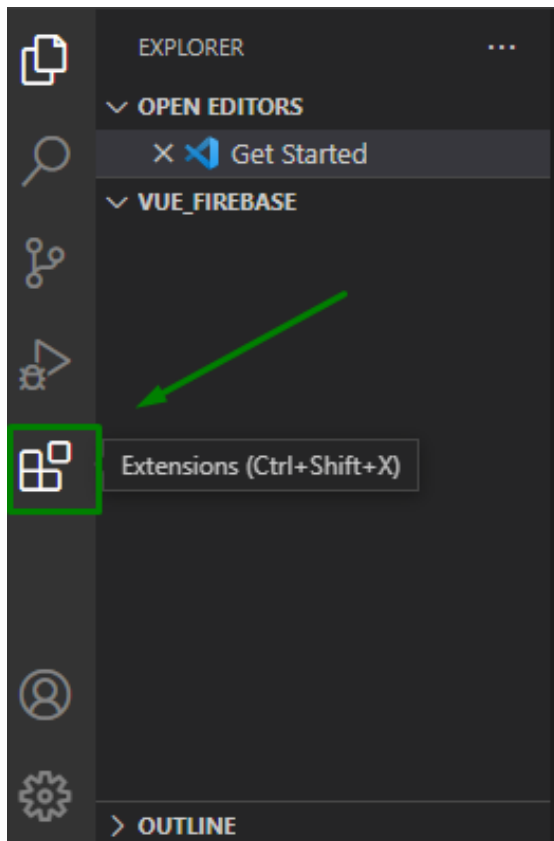 EXPLORER
OPEN EDITORS
Get Started
VUE_FIREBASE
Extensions (Ctrl+Shift+X)
OUTLINE